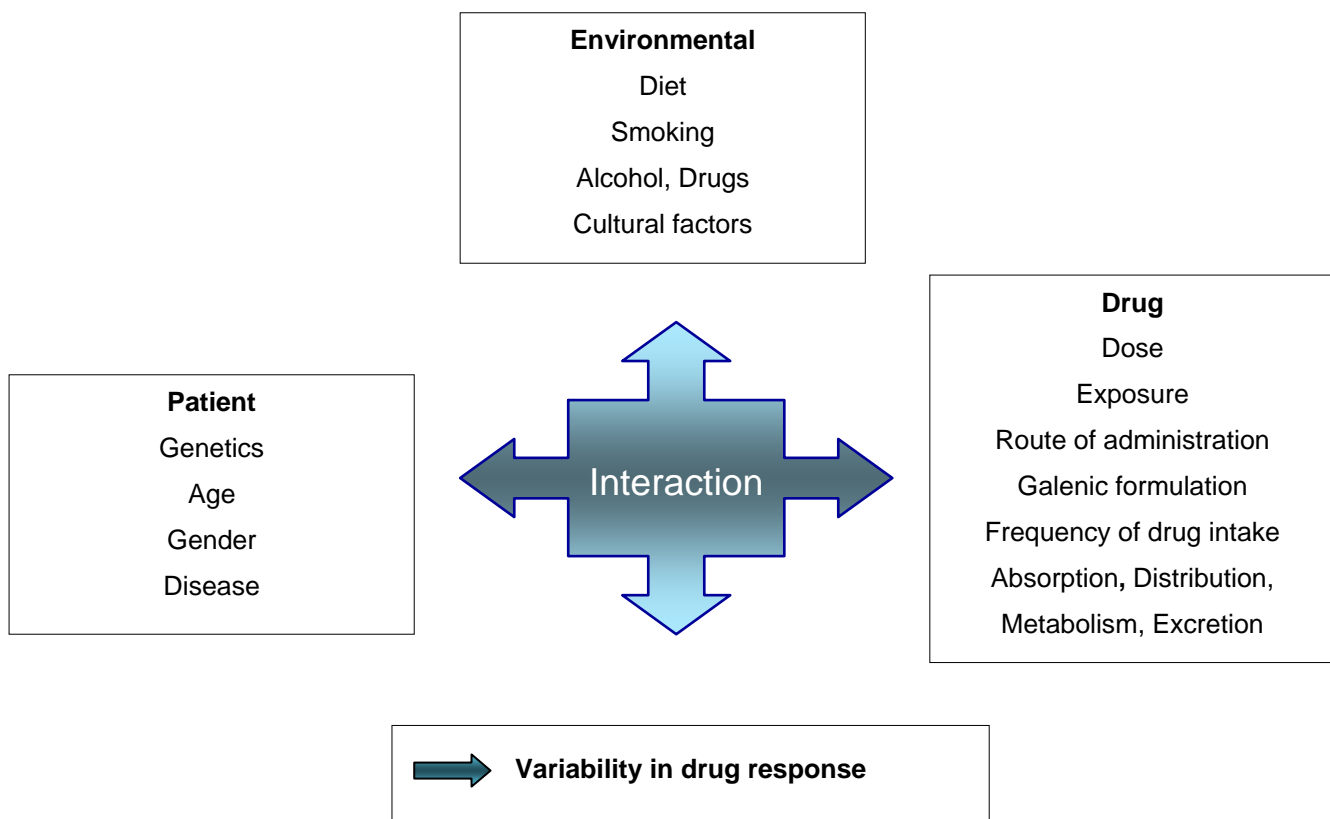 Environmental
Diet
Smoking
Alcohol, Drugs
Cultural factors
Patient
Genetics
Age
Gender
Disease
Interaction
Drug
Dose
Exposure
Route of administration
Galenic formulation
Frequency of drug intake
Absorption, Distribution,
Metabolism, Excretion
Variability in drug response